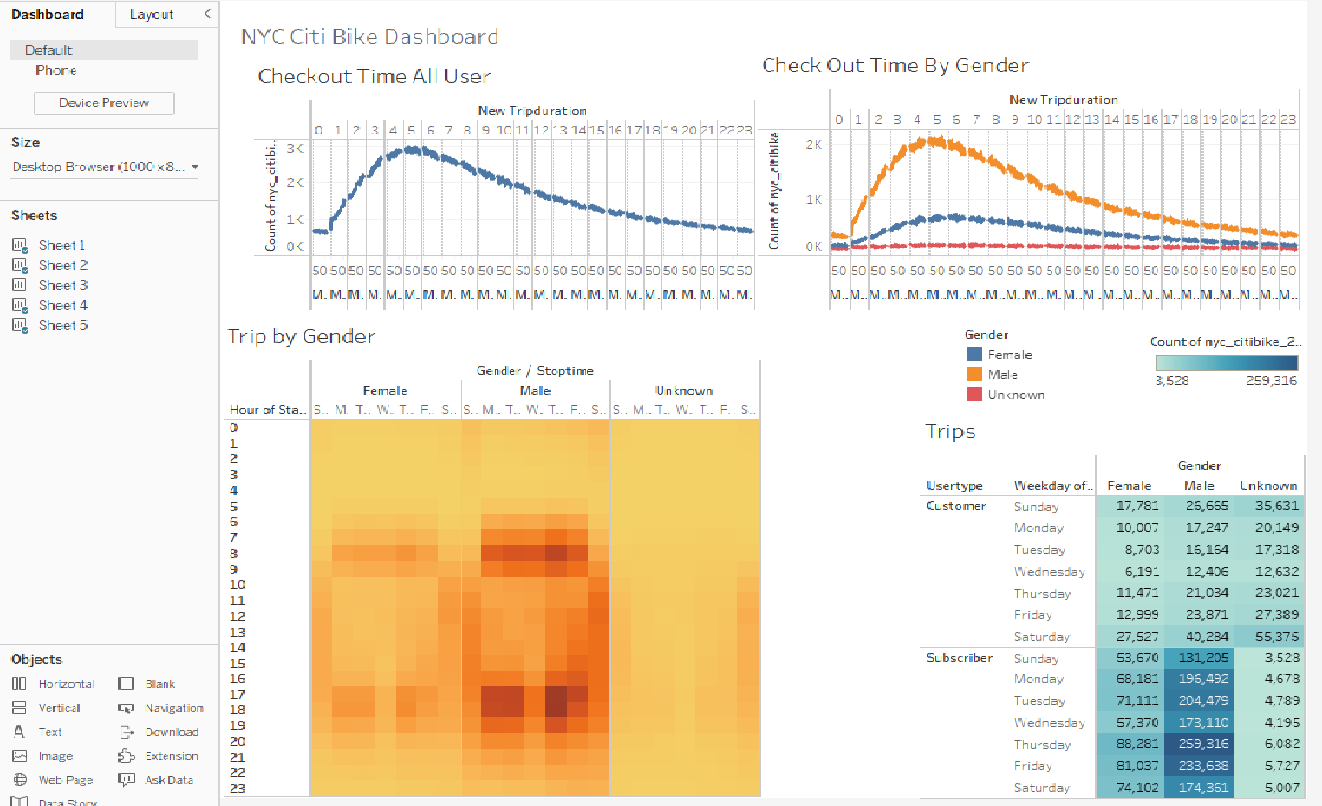 Dashboard Layout <
Default
iPhone
Device Preview
Size
Desktop Browser (1000 x 8...
Sheets
Sheet 1
Sheet 2
Sheet 3
Sheet 4
Sheet 5
Objects
Horizontal Blank
Vertical Navigation
Text Download
Image Extension
Web Page Ask Data
Data Story
NYC Citi Bike Dashboard
Checkout Time All User
New Tripduration
0 1 2 3 4 5 6 7 8 9 10 11 12 13 14 15 16 17 18 19 20 21 22 23
Count of nyc_citibi..
3K
2K
1K
0K
50 50 50 50 50 50 50 50 50 50 50 50 50 50 50 50 50 50 50 50 50 50 50 50
M.. M.. M.. M.. M.. M.. M.. M.. M.. M.. M.. M.. M.. M.. M.. M.. M.. M.. M.. M.. M.. M.. M.. M..
Check Out Time By Gender
New Tripduration
0 1 2 3 4 5 6 7 8 9 10 11 12 13 14 15 16 17 18 19 20 21 22 23
Count of nyc_citibike
2K
1K
0K
50 50 50 50 50 50 50 50 50 50 50 50 50 50 50 50 50 50 50 50 50 50 50 50
M.. M.. M.. M.. M.. M.. M.. M.. M.. M.. M.. M.. M.. M.. M.. M.. M.. M.. M.. M.. M.. M.. M.. M..
Trip by Gender
Gender / Stoptime
Female Male Unknown
Hour of Sta.. S.. M.. T.. W.. T.. F.. S.. S.. M.. T.. W.. T.. F.. S.. S.. M.. T.. W.. T.. F.. S..
0
1
2
3
4
5
6
7
8
9
10
11
12
13
14
15
16
17
18
19
20
21
22
23
Gender
Female
Male
Unknown
Count of nyc_citibike_2..
3,528 259,316
Trips
Gender
Usertype Weekday of.. Female Male Unknown
Customer Sunday 17,781 26,665 35,631
Monday 10,007 17,247 20,149
Tuesday 8,703 16,164 17,318
Wednesday 6,191 12,406 12,632
Thursday 11,471 21,034 23,021
Friday 12,999 23,871 27,389
Saturday 27,527 40,284 55,375
Subscriber Sunday 53,670 131,205 3,528
Monday 68,181 196,492 4,678
Tuesday 71,111 204,479 4,789
Wednesday 57,370 173,110 4,195
Thursday 88,281 259,316 6,082
Friday 81,037 233,638 5,727
Saturday 74,102 174,361 5,007